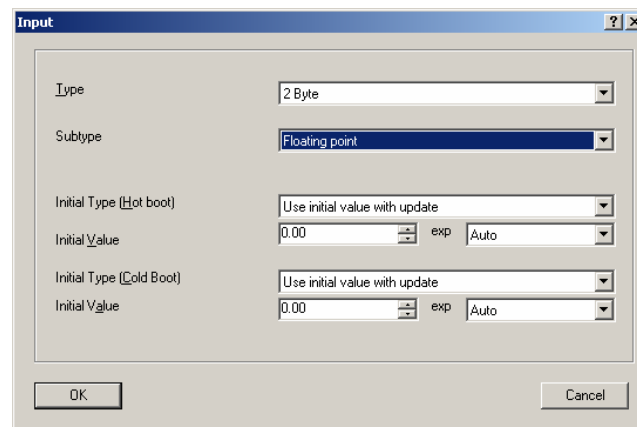 Input
Type 2 Byte
Subtype Floating point
Initial Type (Hot boot) Use initial value with update
Initial Value 0.00 exp Auto
Initial Type (Cold Boot) Use initial value with update
Initial Value 0.00 exp Auto
OK Cancel